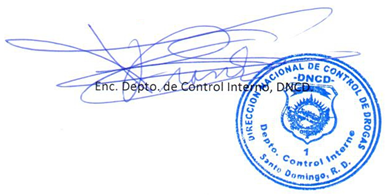 Enc. Depto. de Control Interno, DNCD.
DIRECCION NACIONAL DE CONTROL DE DROGAS
-DNCD-
1
Depto. Control Interno
Santo Domingo, R. D.